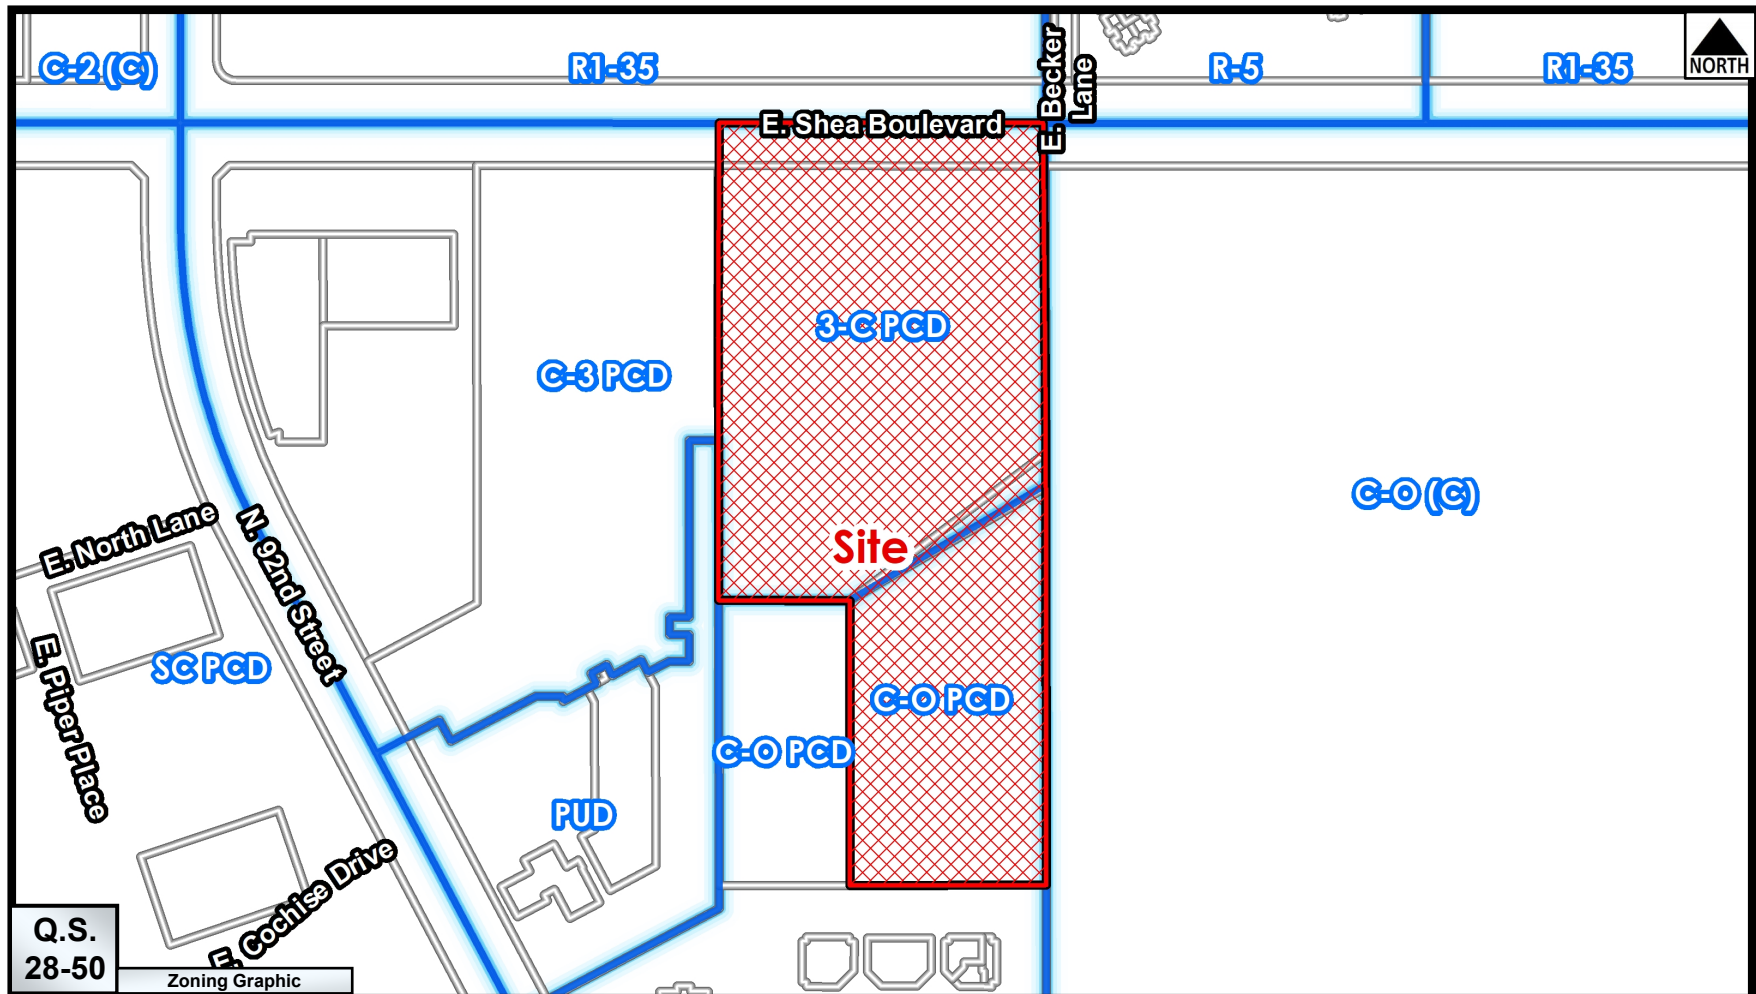 C-2 (C)
R1-35
E. Becker
Lane
R-5
R1-35
NORTH
E. Shea Boulevard
3-C PCD
C-3 PCD
C-O (C)
E. North Lane
N. 92nd Street
Site
E. Piper Place
SC PCD
C-O PCD
C-O PCD
PUD
E. Cochise Drive
Q.S.
28-50
Zoning Graphic